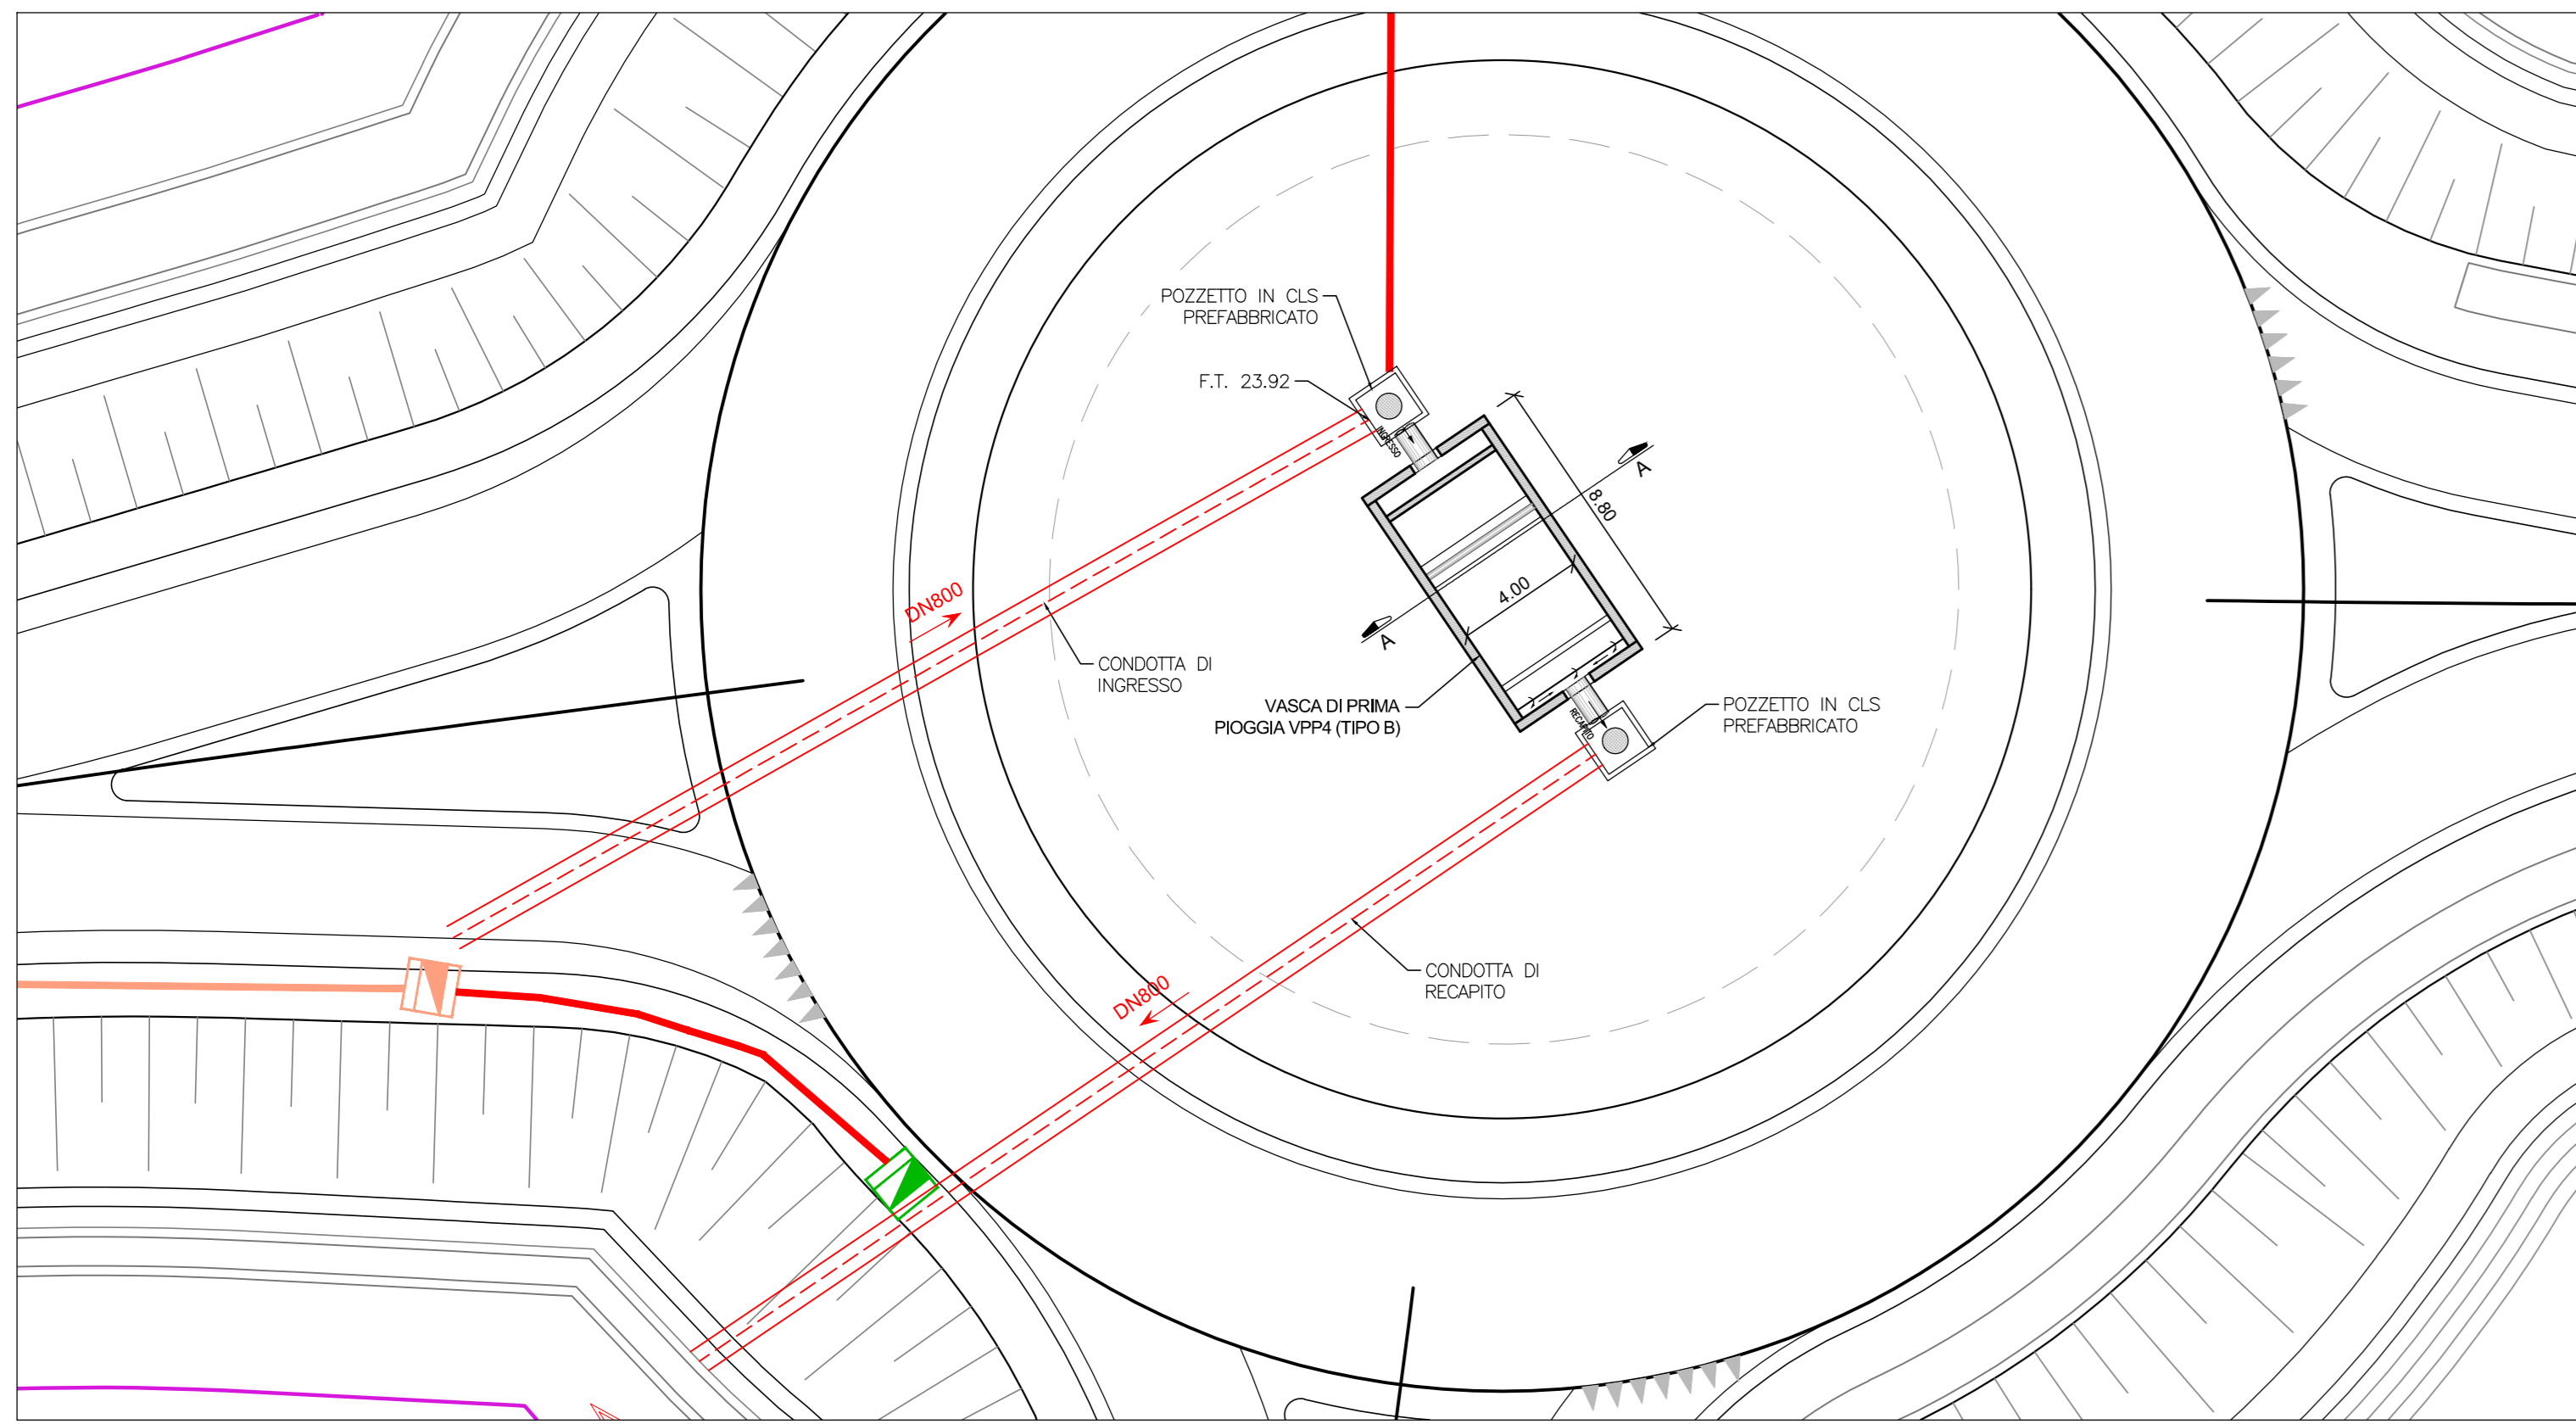 POZZETTO IN CLS
PREFABBRICATO
F.T. 23.92
INGRESSO
A
8.80
4.00
A
DN800
CONDOTTA DI
INGRESSO
VASCA DI PRIMA
PIOGGIA VPP4 (TIPO B)
RECAPITO
POZZETTO IN CLS
PREFABBRICATO
DN800
CONDOTTA DI
RECAPITO